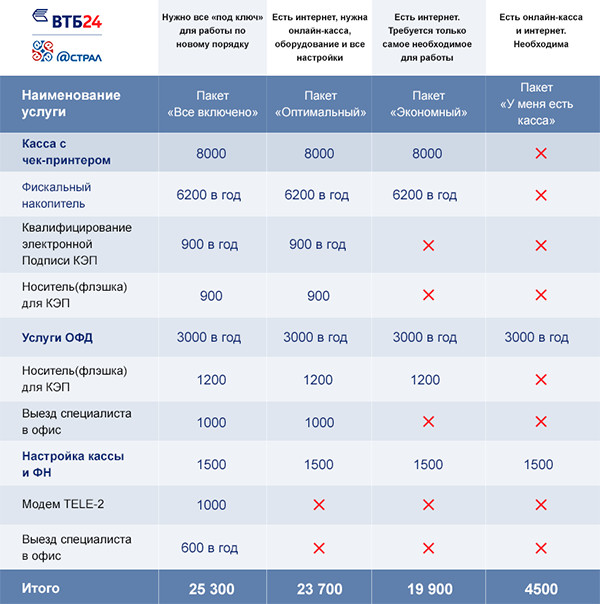 ВТБ24
@СТРАЛ
Нужно все «под ключ»
для работы по
новому порядку
Есть интернет, нужна
онлайн-касса,
оборудование и все
настройки
Есть интернет.
Требуется только
самое необходимое
для работы
Есть онлайн-касса
и интернет.
Необходима
Наименование
услуги
Пакет
«Все включено»
Пакет
«Оптимальный»
Пакет
«Экономный»
Пакет
«У меня есть
касса»
Касса с
чек-принтером
8000
8000
8000
Фискальный
накопитель
6200 в год
6200 в год
6200 в год
Квалифицирование
электронной
Подписи КЭП
900 в год
900 в год
Носитель(флэшка)
для КЭП
900
900
Услуги ОФД
3000 в год
3000 в год
3000 в год
3000 в год
Носитель(флэшка)
для КЭП
1200
1200
1200
Выезд специалиста
в офис
1000
1000
Настройка кассы
и ФН
1500
1500
1500
1500
Модем TELE-2
1000
Выезд специалиста
в офис
600 в год
Итого
25 300
23 700
19 900
4500